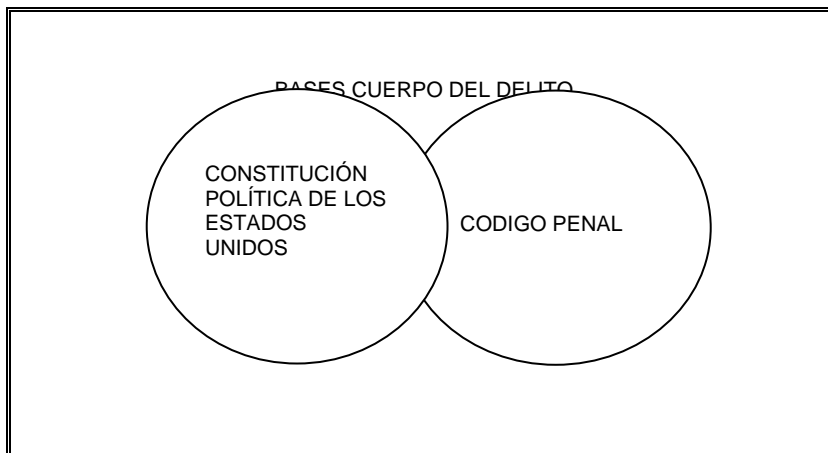 BASES CUERPO DEL DELITO
CONSTITUCIÓN
POLÍTICA DE LOS
ESTADOS
UNIDOS
CODIGO PENAL